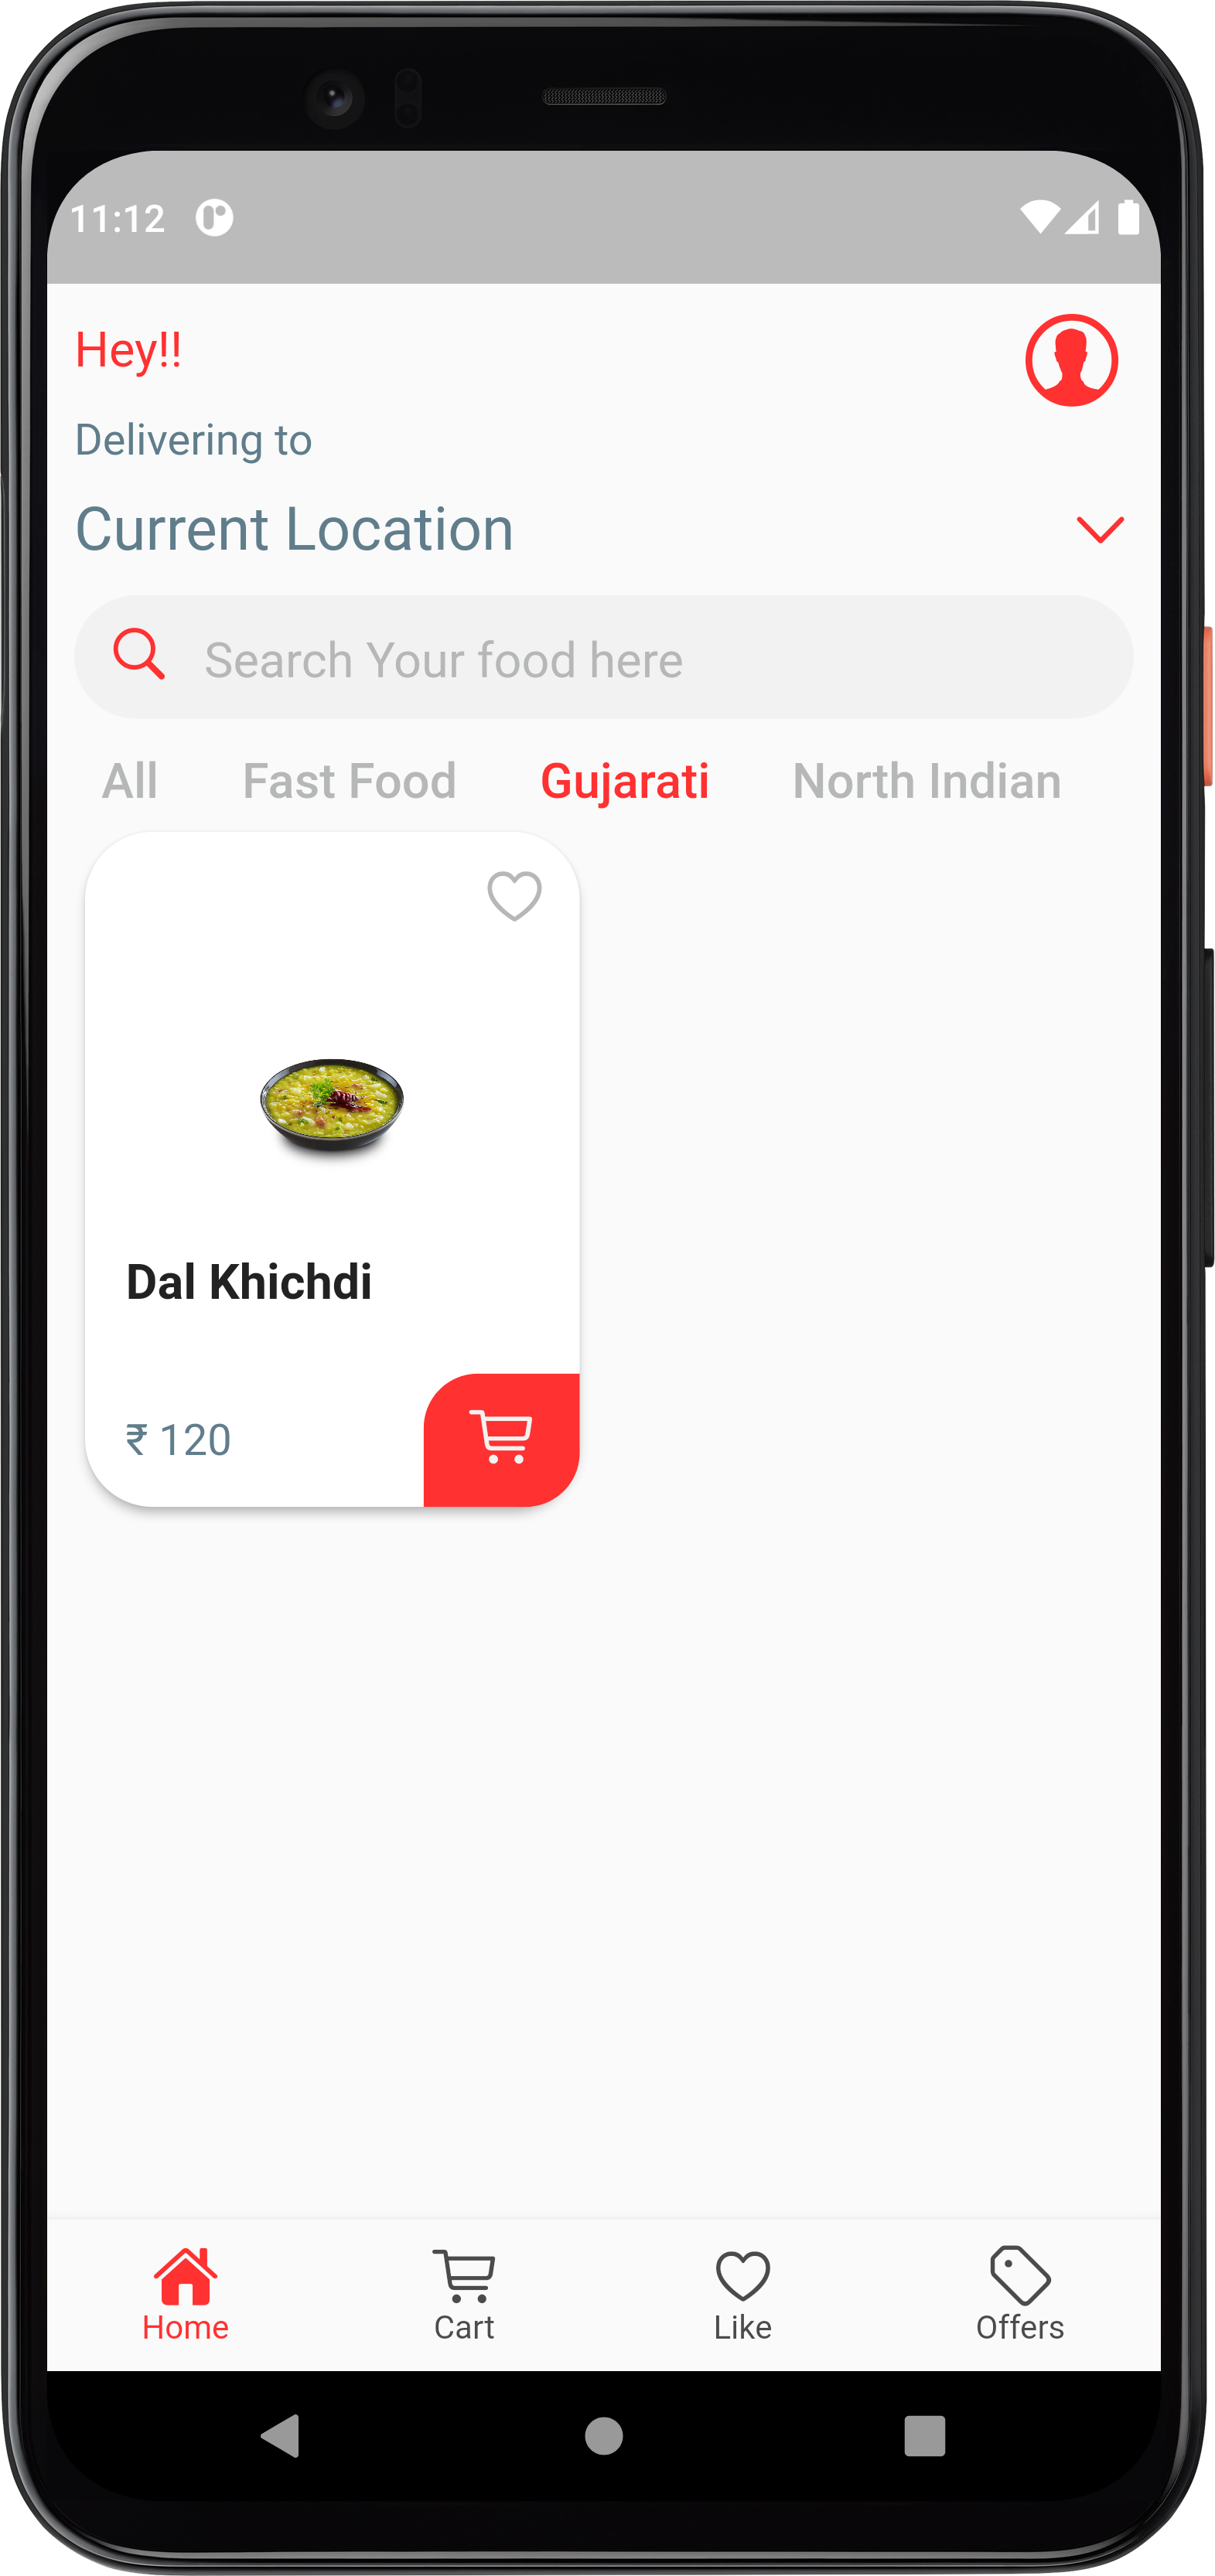 11:12
Hey!!
Delivering to
Current Location
Search Your food here
All Fast Food Gujarati North Indian
Dal Khichdi
₹ 120
Home Cart Like Offers